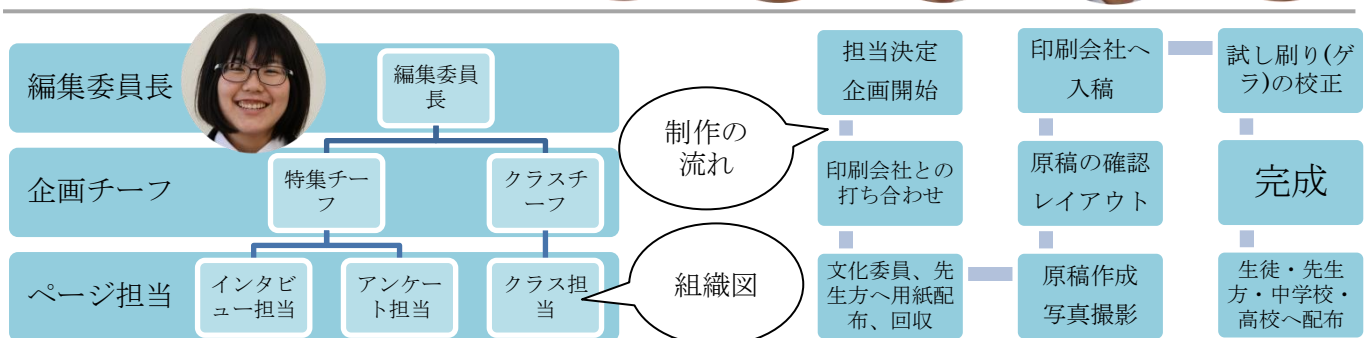 編集委員長
編集委員
長
企画チーフ
特集チー
フ
クラスチ
ーフ
ページ担当
インタビ
ュー担当
アンケー
ト担当
クラス担
当
制作の
流れ
組織図
担当決定
企画開始
印刷会社との
打ち合わせ
文化委員、先
生方へ用紙配
布、回収
原稿作成
写真撮影
原稿の確認
レイアウト
印刷会社へ
入稿
試し刷り(ゲ
ラ)の校正
完成
生徒・先生
方・中学校・
高校へ配布